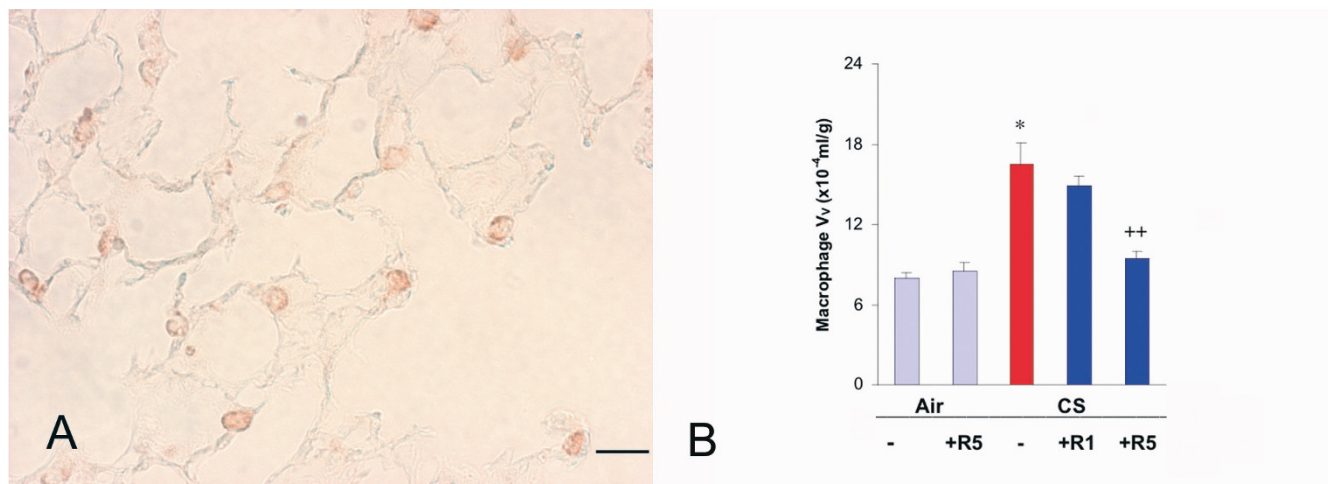 A
B
Macrophage Vv (x10-4ml/g)
24
18
12
6
0
*
++
Air CS
- +R5 - +R1 +R5